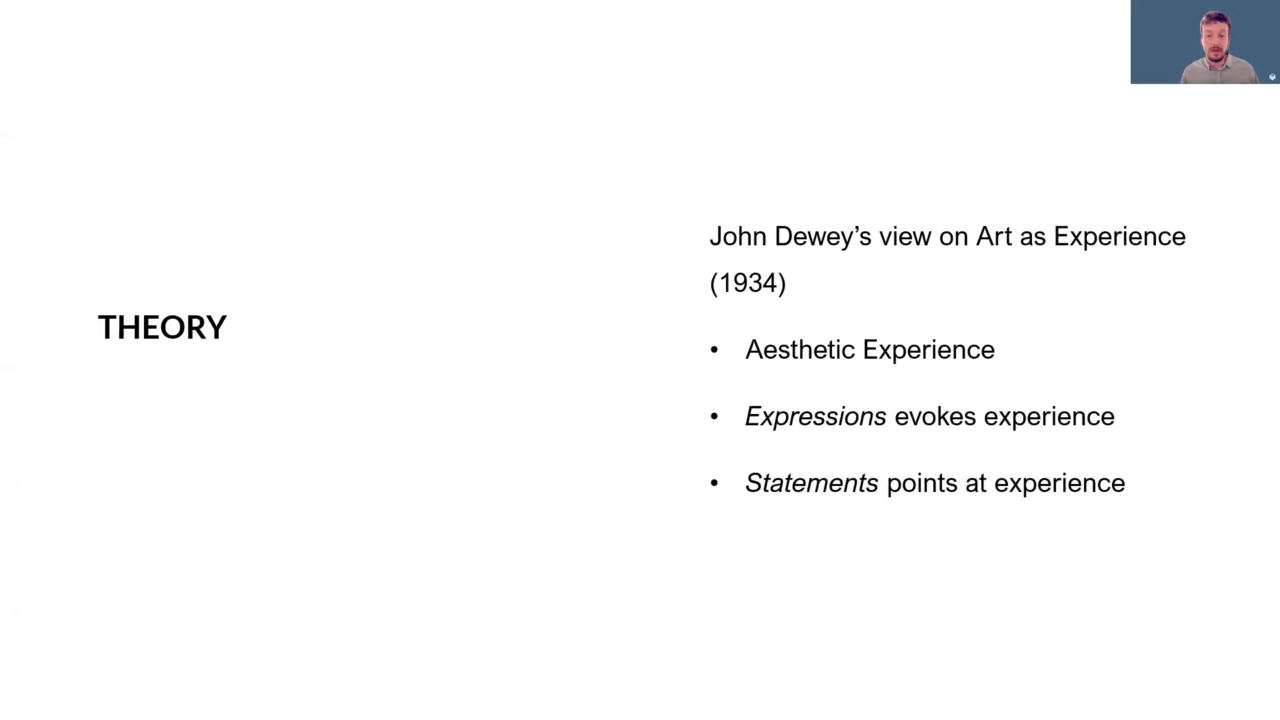 THEORY
John Dewey’s view on Art as Experience
(1934)
• Aesthetic Experience
• Expressions evokes experience
• Statements points at experience